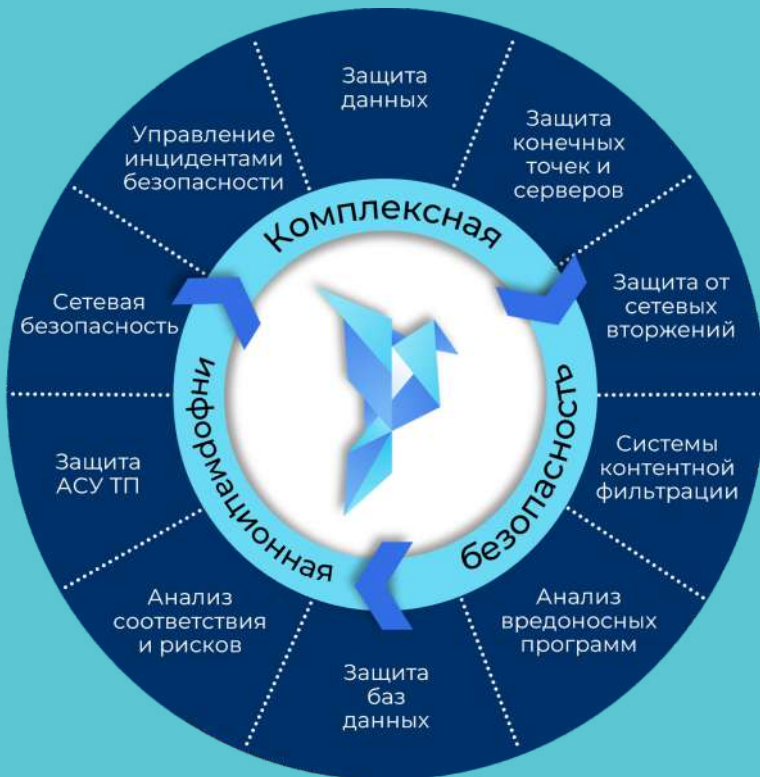 Защита
данных
Защита
конечных
точек и
серверов
Защита от
сетевых
вторжений
Системы
контентной
фильтрации
Анализ
вредоносных
программ
Защита
баз
данных
Анализ
соответствия
и рисков
Защита
АСУ ТП
Сетевая
безопасность
Управление
инцидентами
безопасности
Комплексная
информационная
безопасность